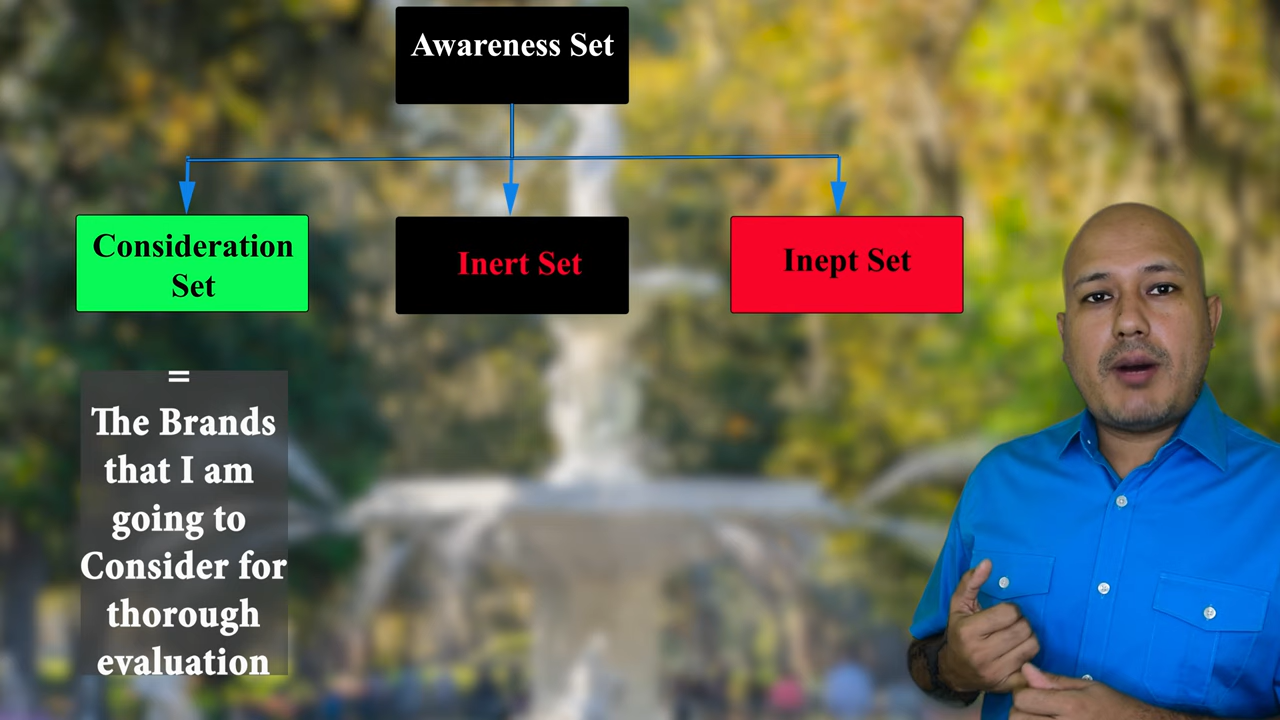 Awareness Set
Consideration
Set
Inert Set
Inept Set
=
The Brands
that I am
going to
Consider for
thorough
evaluation